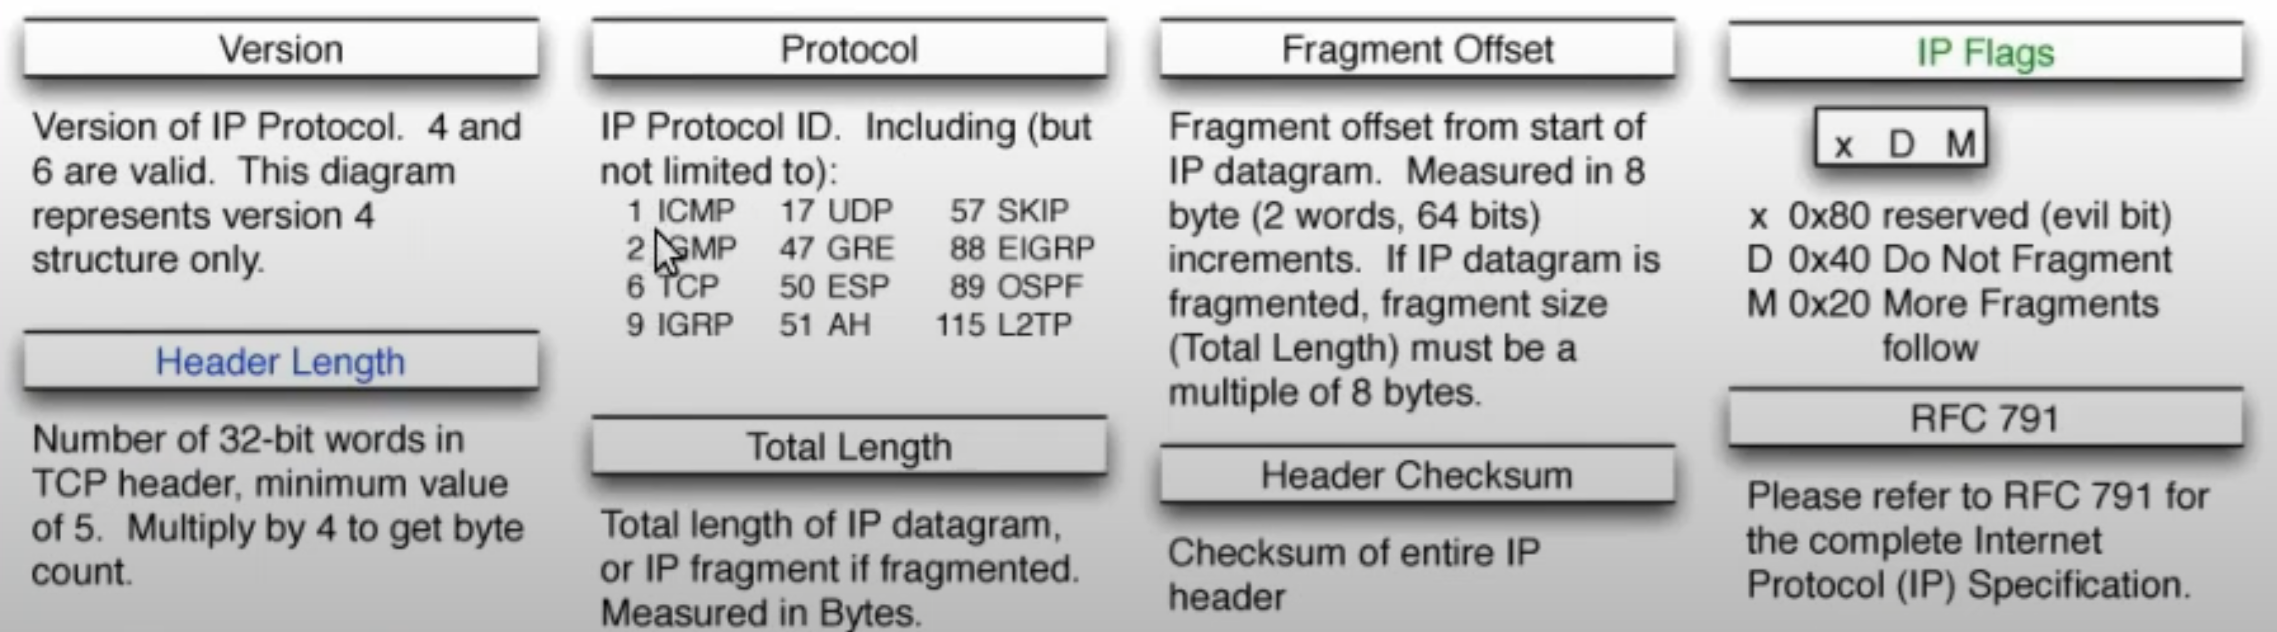 Version
Version of IP Protocol. 4 and
6 are valid. This diagram
represents version 4
structure only.
Header Length
Number of 32-bit words in
TCP header, minimum value
of 5. Multiply by 4 to get byte
count.
Protocol
IP Protocol ID. Including (but
not limited to):
1 ICMP 17 UDP 57 SKIP
2 IGMP 47 GRE 88 EIGRP
6 TCP 50 ESP 89 OSPF
9 IGRP 51 AH 115 L2TP
Total Length
Total length of IP datagram,
or IP fragment if fragmented.
Measured in Bytes.
Fragment Offset
Fragment offset from start of
IP datagram. Measured in 8
byte (2 words, 64 bits)
increments. If IP datagram is
fragmented, fragment size
(Total Length) must be a
multiple of 8 bytes.
Header Checksum
Checksum of entire IP
header
IP Flags
x D M
x 0x80 reserved (evil bit)
D 0x40 Do Not Fragment
M 0x20 More Fragments
follow
RFC 791
Please refer to RFC 791 for
the complete Internet
Protocol (IP) Specification.